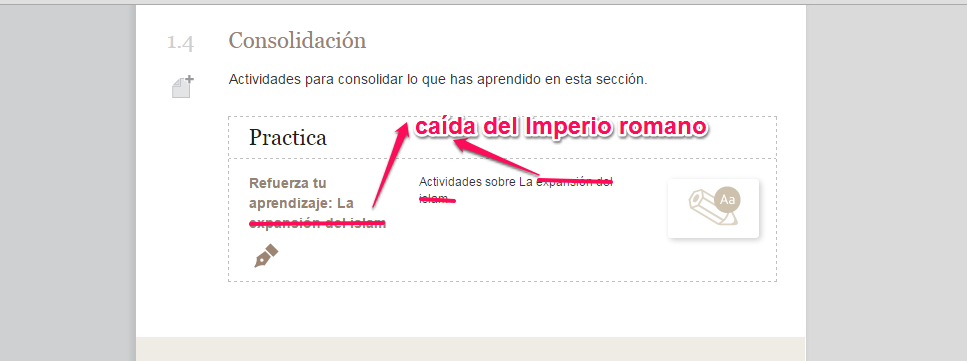 1.4 Consolidación
Actividades para consolidar lo que has aprendido en esta sección.
caída del Imperio romano
Practica
Refuerza tu
aprendizaje: La
expansión del islam
Actividades sobre La expansión del
islam
Aa